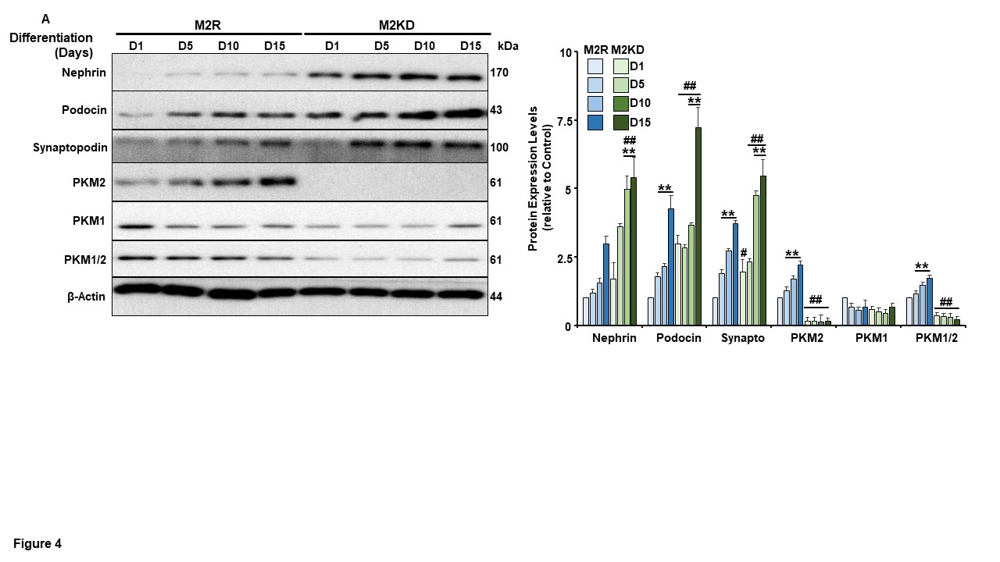 A
M2R M2KD
Differentiation
(Days)
D1 D5 D10 D15 D1 D5 D10 D15 kDa
Nephrin 170
Podocin 43
Synaptopodin 100
PKM2 61
PKM1 61
PKM1/2 61
β-Actin 44
Protein Expression Levels
(relative to Control)
10
7.5
5
2.5
0
M2R M2KD
D1
D5
D10
D15
##
**
**
##
**
**
#
##
**
**
##
**
##
Nephrin Podocin Synapto PKM2 PKM1 PKM1/2
Figure 4